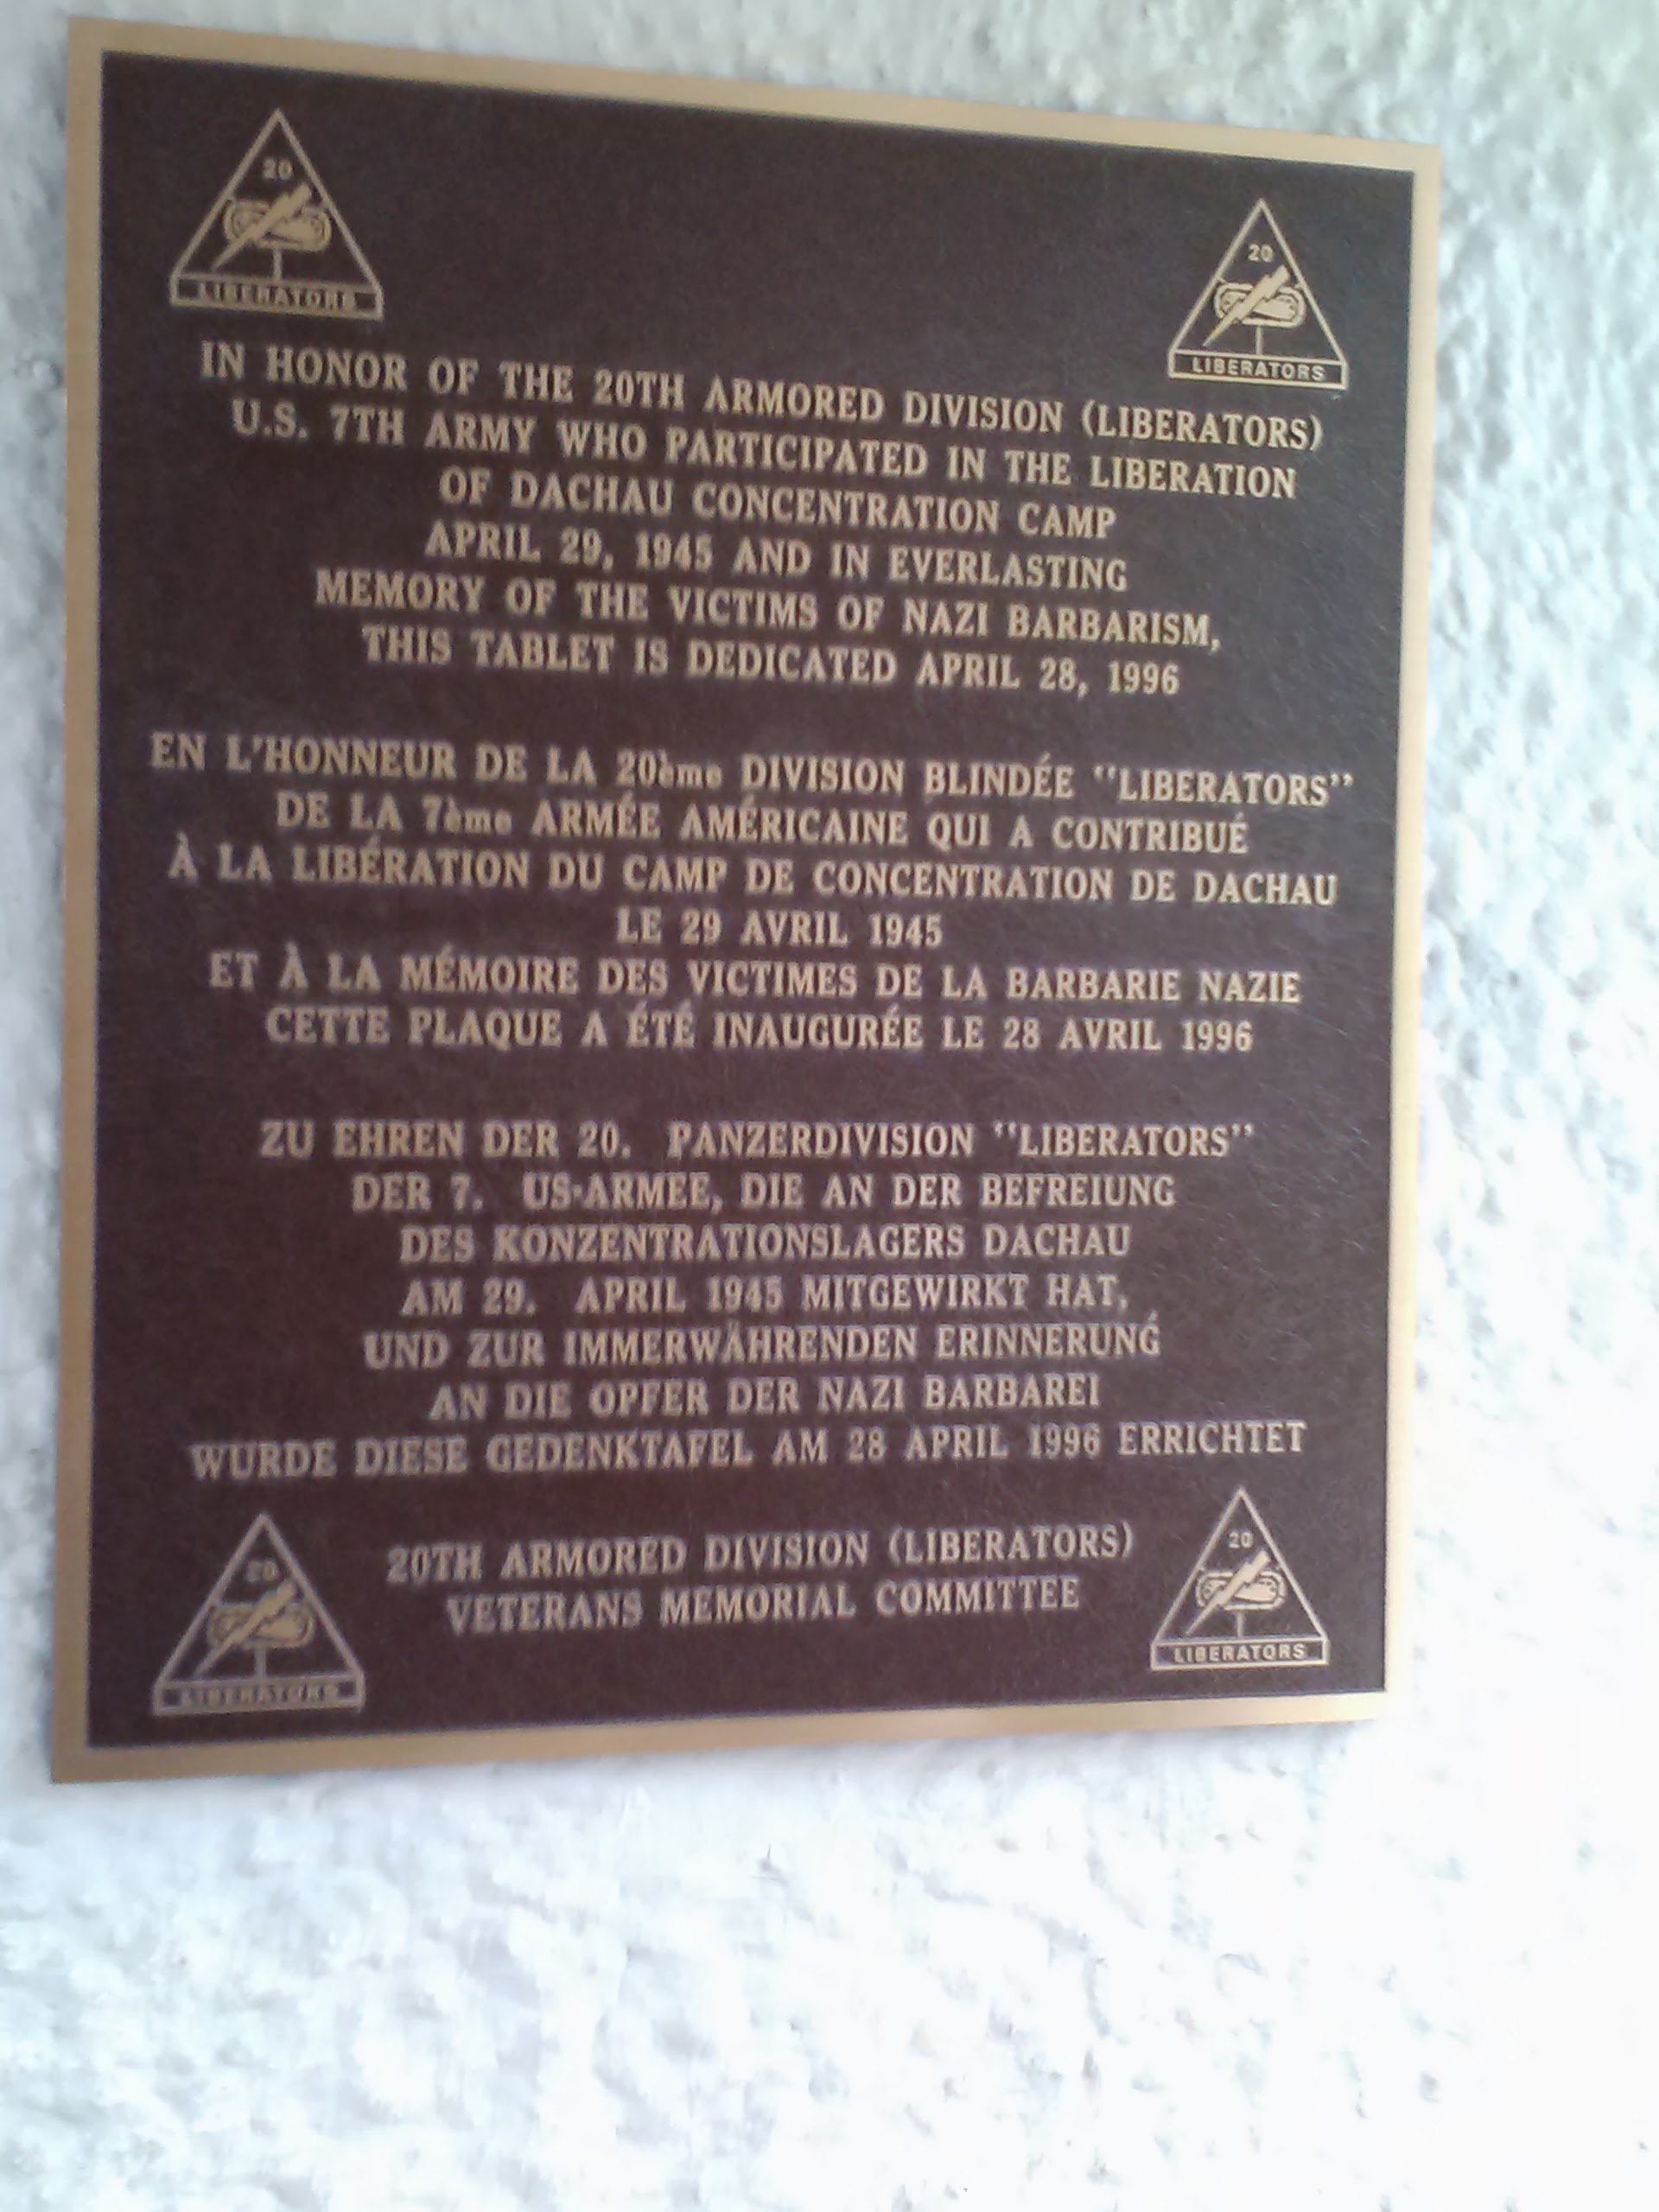 20
LIBERATORS
20
LIBERATORS
IN HONOR OF THE 20TH ARMORED DIVISION (LIBERATORS)
U.S. 7TH ARMY WHO PARTICIPATED IN THE LIBERATION
OF DACHAU CONCENTRATION CAMP
APRIL 29, 1945 AND IN EVERLASTING
MEMORY OF THE VICTIMS OF NAZI BARBARISM,
THIS TABLET IS DEDICATED APRIL 28, 1996
EN L'HONNEUR DE LA 20ème DIVISION BLINDÉE "LIBERATORS"
DE LA 7ème ARMÉE AMÉRICAINE QUI A CONTRIBUÉ
À LA LIBÉRATION DU CAMP DE CONCENTRATION DE DACHAU
LE 29 AVRIL 1945
ET À LA MÉMOIRE DES VICTIMES DE LA BARBARIE NAZIE
CETTE PLAQUE A ÉTÉ INAUGURÉE LE 28 AVRIL 1996
ZU EHREN DER 20. PANZERDIVISION "LIBERATORS"
DER 7. US-ARMEE, DIE AN DER BEFREIUNG
DES KONZENTRATIONSLAGERS DACHAU
AM 29. APRIL 1945 MITGEWIRKT HAT,
UND ZUR IMMERWÄHRENDEN ERINNERUNG
AN DIE OPFER DER NAZI BARBAREI
WURDE DIESE GEDENKTAFEL AM 28 APRIL 1996 ERRICHTET
20TH ARMORED DIVISION (LIBERATORS)
VETERANS MEMORIAL COMMITTEE
20
LIBERATORS
20
LIBERATORS